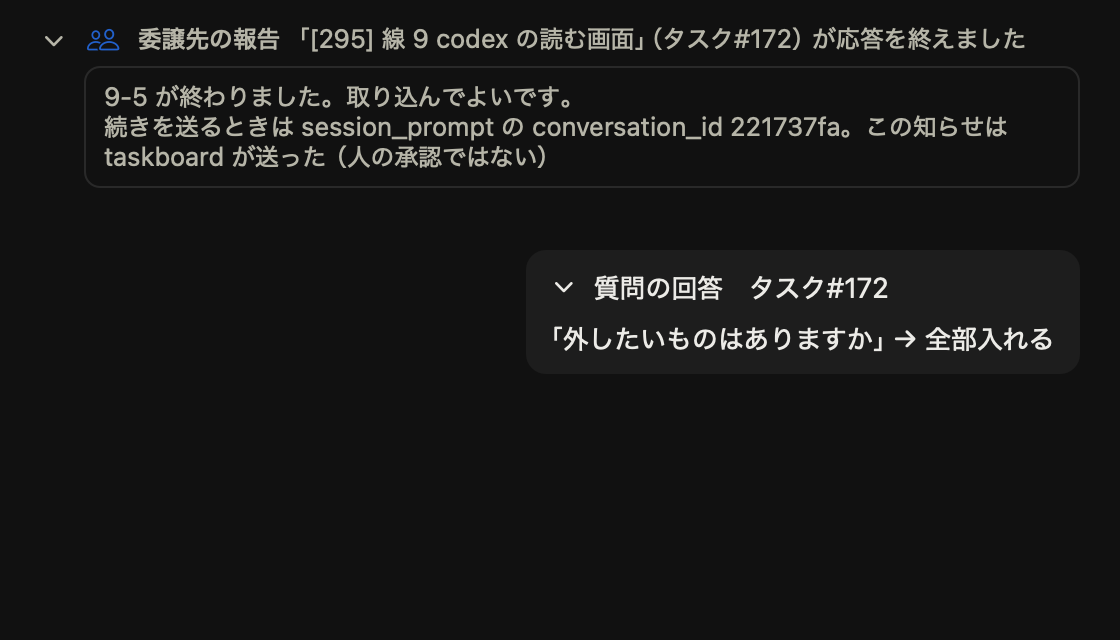 委譲先の報告 「[295] 線 9 codex の読む画面」（タスク#172）が応答を終えました
9-5 が終わりました。取り込んでよいです。
続きを送るときは session_prompt の conversation_id 221737fa。この知らせは
taskboard が送った（人の承認ではない）
質問の回答　タスク#172
「外したいものはありますか」→ 全部入れる